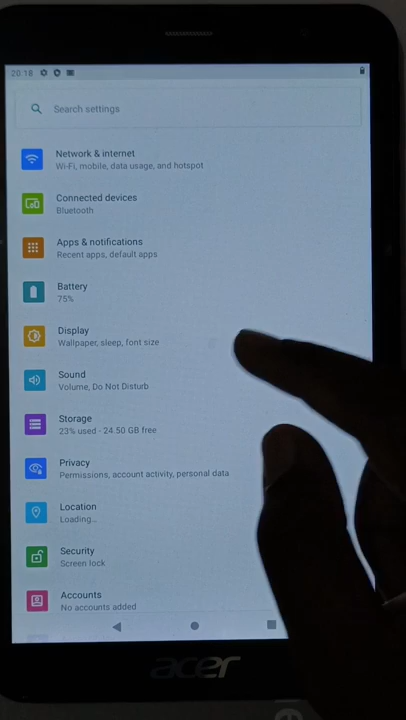 20:18
Search settings
Network & internet
Wi-Fi, mobile, data usage, and hotspot
Connected devices
Bluetooth
Apps & notifications
Recent apps, default apps
Battery
75%
Display
Wallpaper, sleep, font size
Sound
Volume, Do Not Disturb
Storage
23% used - 24.50 GB free
Privacy
Permissions, account activity, personal data
Location
Loading...
Security
Screen lock
Accounts
No accounts added
acer